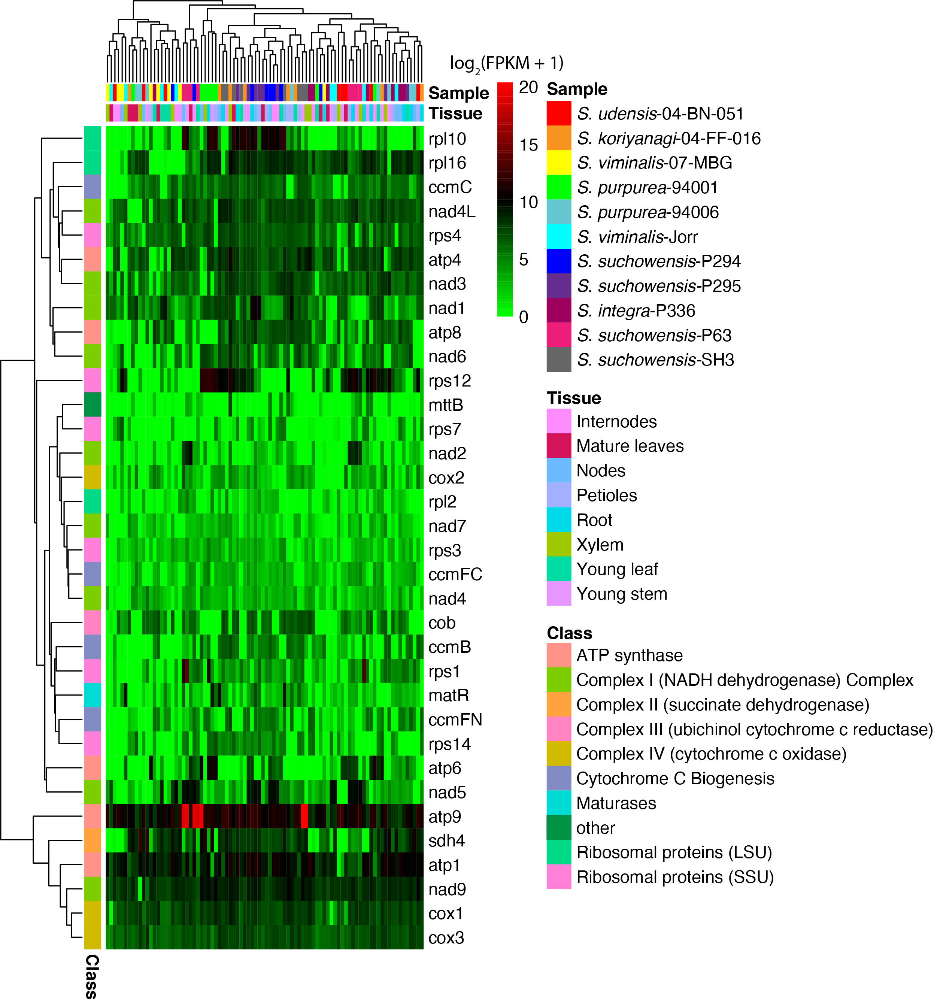 log2(FPKM + 1)
Sample
Tissue
20
15
10
5
0
rpl10
rpl16
ccmC
nad4L
rps4
atp4
nad3
nad1
atp8
nad6
rps12
mttB
rps7
nad2
cox2
rpl2
nad7
rps3
ccmFC
nad4
cob
ccmB
rps1
matR
ccmFN
rps14
atp6
nad5
atp9
sdh4
atp1
nad9
cox1
cox3
Class
Sample
S. udensis-04-BN-051
S. koriyanagi-04-FF-016
S. viminalis-07-MBG
S. purpurea-94001
S. purpurea-94006
S. viminalis-Jorr
S. suchowensis-P294
S. suchowensis-P295
S. integra-P336
S. suchowensis-P63
S. suchowensis-SH3
Tissue
Internodes
Mature leaves
Nodes
Petioles
Root
Xylem
Young leaf
Young stem
Class
ATP synthase
Complex I (NADH dehydrogenase) Complex
Complex II (succinate dehydrogenase)
Complex III (ubichinol cytochrome c reductase)
Complex IV (cytochrome c oxidase)
Cytochrome C Biogenesis
Maturases
other
Ribosomal proteins (LSU)
Ribosomal proteins (SSU)